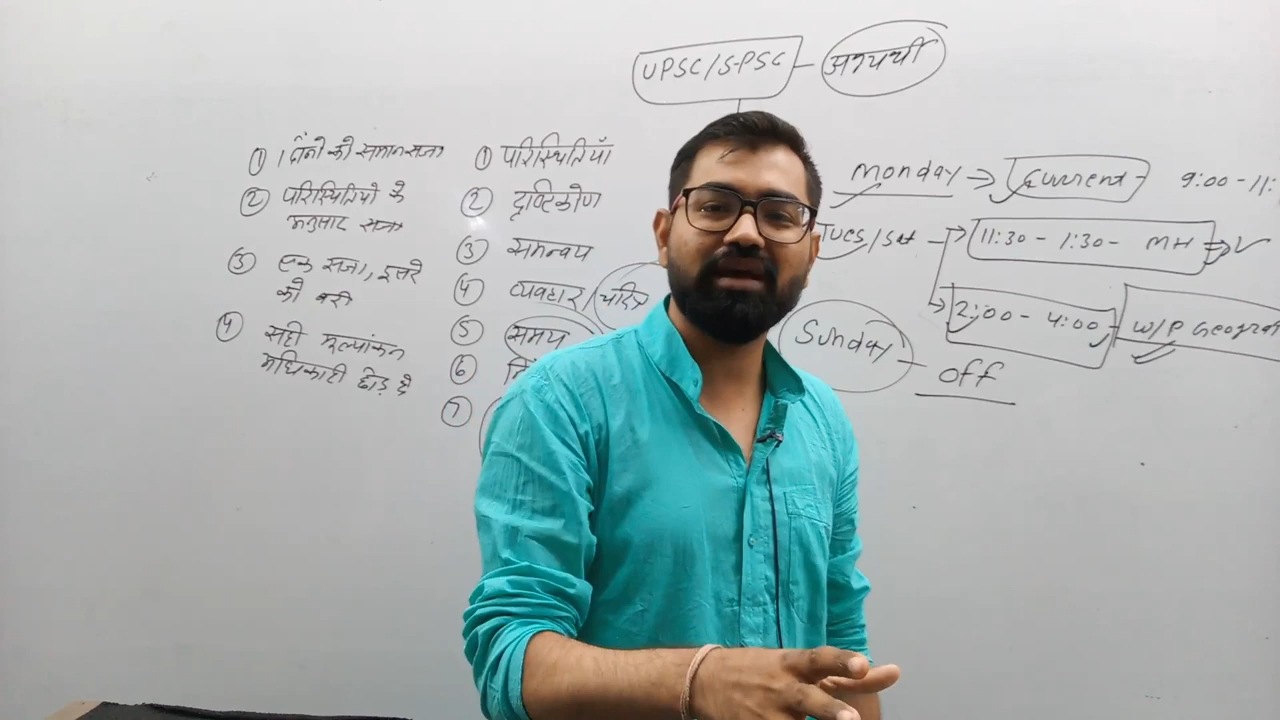 UPSC/S.PSC - अभ्यर्थी
① दोनों को समान सजा
② परिस्थितियों के
अनुसार सजा
③ एक सजा, दूसरे
को बरी
④ सही मूल्यांकन
अधिकारी छोड़ दे
① परिस्थितियाँ
② दृष्टिकोण
③ समन्वय
④ व्यवहार/चरित्र
⑤ समय
⑥
⑦
Monday → Current - 9:00 - 11:
Tues/Sat → 11:30 - 1:30 - MH
2:00 - 4:00, W/P Geograf
Sunday - off